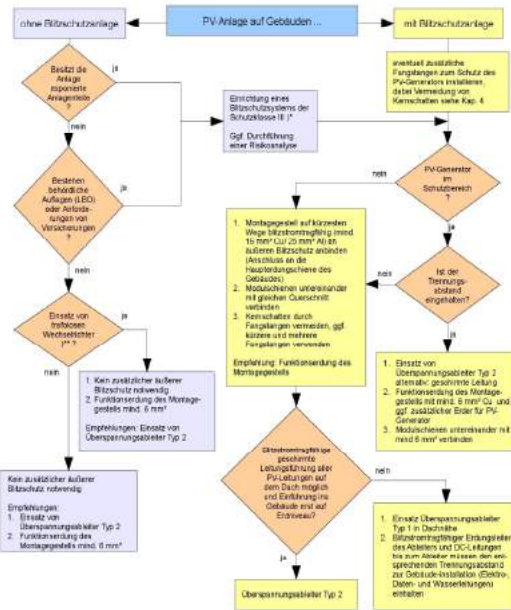 ohne Blitzschutzanlage
PV-Anlage auf Gebäuden ...
mit Blitzschutzanlage
Besitzt die
Anlage
exponierte
Anlagenteile
?
ja
nein
Einrichtung eines
Blitzschutzsystems der
Schutzklasse III )*
Ggf. Durchführung
einer Risikoanalyse
eventuell zusätzliche
Fangstangen zum Schutz des
PV-Generators installieren,
dabei Vermeidung von
Kernschatten siehe Kap. 4
Bestehen
behördliche
Auflagen (LBO)
oder Anforde-
rungen von
Versicherungen
?
ja
nein
PV-Generator
im
Schutzbereich
?
nein
ja
1. Montagegestell auf kürzesten
Wege blitzstromtragfähig (mind.
16 mm² Cu/ 25 mm² Al) an
äußeren Blitzschutz anbinden
(Anschluss an die
Haupterdungschiene des
Gebäudes)
2. Modulschienen untereinander
mit gleichen Querschnitt
verbinden
3. Kernschatten durch
Fangstangen vermeiden, ggf.
kürzere und mehrere
Fangstangen verwenden
Empfehlung: Funktionserdung des
Montagegestells
Ist der
Trennungs-
abstand
eingehalten?
nein
ja
Einsatz von
trafolosen
Wechselrichter
)** ?
ja
nein
1. Kein zusätzlicher äußerer
Blitzschutz notwendig
2. Funktionserdung des Montage-
gestells mind. 6 mm²
Empfehlungen: Einsatz von
Überspannungsableiter Typ 2
1. Einsatz von
Überspannungsableiter Typ 2
alternativ: geschirmte Leitung
2. Funktionserdung des Montage-
gestells mit mind. 6 mm² Cu und
ggf. zusätzlicher Erder für PV-
Generator
3. Modulschienen untereinander mit
mind 6 mm² verbinden
Kein zusätzlicher äußerer
Blitzschutz notwendig
Empfehlungen:
1. Einsatz von
Überspannungsableiter Typ 2
2. Funktionserdung des
Montagegestells mind. 6 mm²
Blitzstromtragfähige
geschirmte
Leitungsführung aller
PV-Leitungen auf
dem Dach möglich
und Einführung ins
Gebäude erst auf
Erdniveau?
nein
ja
1. Einsatz Überspannungsableiter
Typ 1 in Dachnähe
2. Blitzstromtragfähiger Erdungsleiter
des Ableiters und DC-Leitungen
bis zum Ableiter müssen den ent-
sprechenden Trennungsabstand
zur Gebäude-Installation (Elektro-,
Daten- und Wasserleitungen)
einhalten
Überspannungsableiter Typ 2